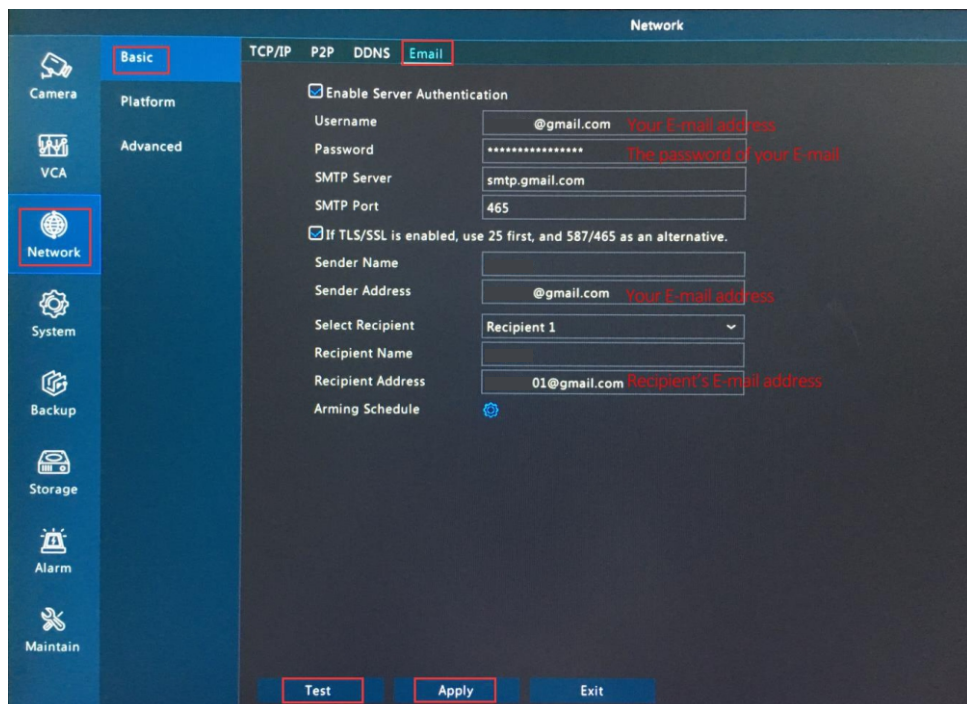 Network
Camera
VCA
Network
System
Backup
Storage
Alarm
Maintain
Basic
Platform
Advanced
TCP/IP P2P DDNS Email
Enable Server Authentication
Username @gmail.com Your E-mail address
Password **************** The password of your E-mail
SMTP Server smtp.gmail.com
SMTP Port 465
If TLS/SSL is enabled, use 25 first, and 587/465 as an alternative.
Sender Name
Sender Address @gmail.com Your E-mail address
Select Recipient Recipient 1
Recipient Name
Recipient Address 01@gmail.com Recipient's E-mail address
Arming Schedule
Test Apply Exit